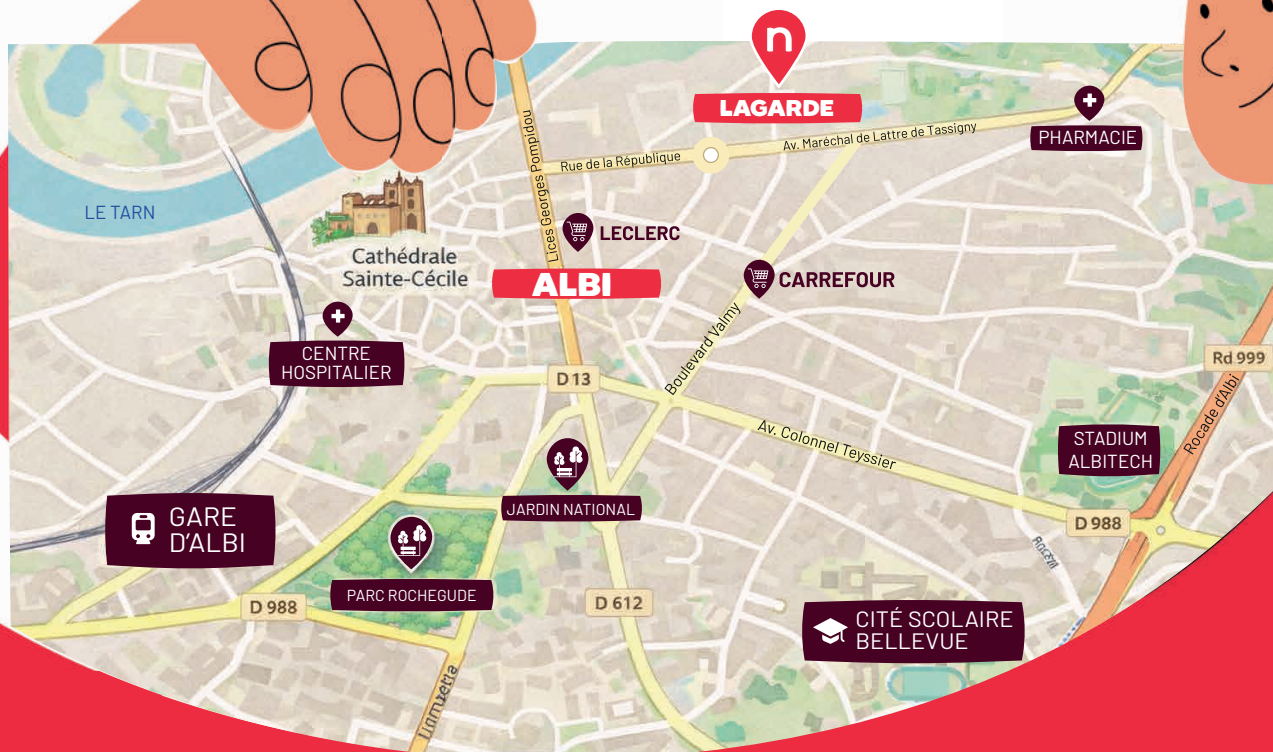 n
LAGARDE
PHARMACIE
Av. Maréchal de Lattre de Tassigny
Rue de la République
Lices Georges Pompidou
LE TARN
LECLERC
Cathédrale
Sainte-Cécile
ALBI
CARREFOUR
CENTRE
HOSPITALIER
Boulevard Valmy
Rd 999
D 13
Rocade d'Albi
Av. Colonnel Teyssier
STADIUM
ALBITECH
JARDIN NATIONAL
GARE
D'ALBI
D 988
PARC ROCHEGUDE
D 988
D 612
CITÉ SCOLAIRE
BELLEVUE